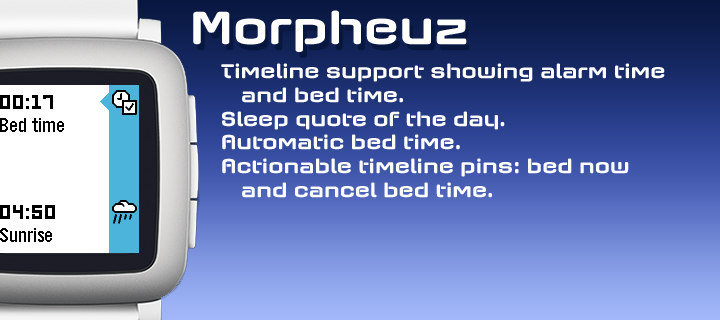 Morpheuz
Timeline support showing alarm time
and bed time.
Sleep quote of the day.
Automatic bed time.
Actionable timeline pins: bed now
and cancel bed time.
00:17
Bed time
04:50
Sunrise